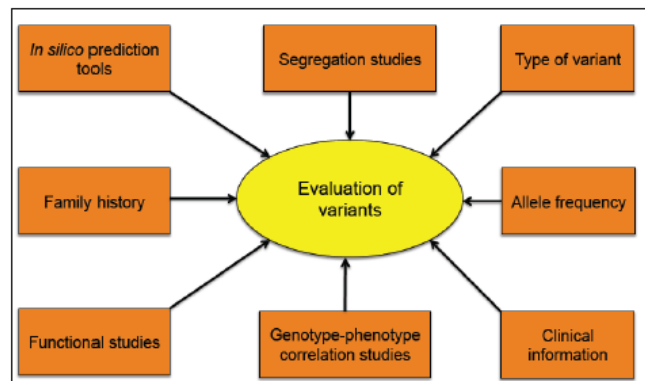 In silico prediction
tools
Segregation studies
Type of variant
Family history
Evaluation of
variants
Allele frequency
Functional studies
Genotype-phenotype
correlation studies
Clinical
information